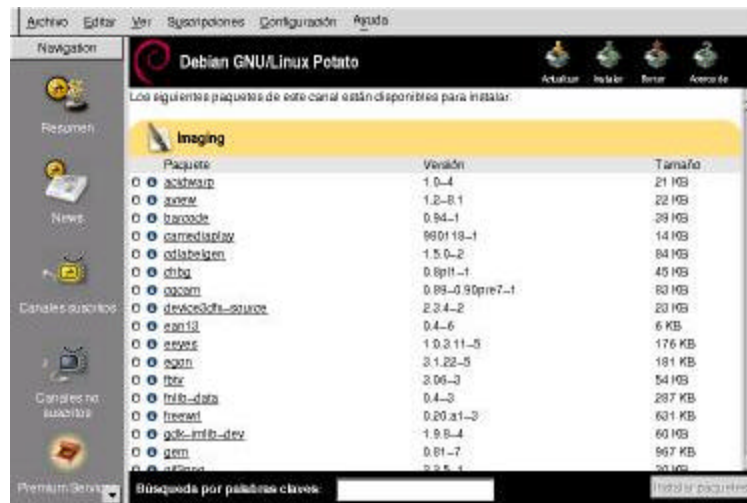 Archivo Editar Ver Suscripciones Configuración Ayuda
Navigation
Debian GNU/Linux Potato
Actualizar Instalar Borrar Acerca de
Los siguientes paquetes de este canal están disponibles para instalar.
Resumen
Imaging
Paquete Versión Tamaño
acidwarp 1.0-4 21 KB
axview 1.2-8.1 22 KB
barcode 0.94-1 39 KB
camediaplay 980118-1 14 KB
cdlabelgen 1.5.0-2 84 KB
chbg 0.8pl1-1 45 KB
cqcam 0.89-0.90pre7-1 83 KB
device3dfx-source 2.3.4-2 23 KB
ean13 0.4-6 6 KB
eeyes 1:0.3.11-5 176 KB
egon 3.1.22-5 181 KB
fbtv 3.06-3 54 KB
fnlib-data 0.4-3 287 KB
freewrl 0.20.a1-3 631 KB
gdk-imlib-dev 1.9.8-4 60 KB
gem 0.81-7 967 KB
News
Canales suscritos
Canales no
suscritos
Premium Services
Búsqueda por palabras claves:
Instalar paquetes